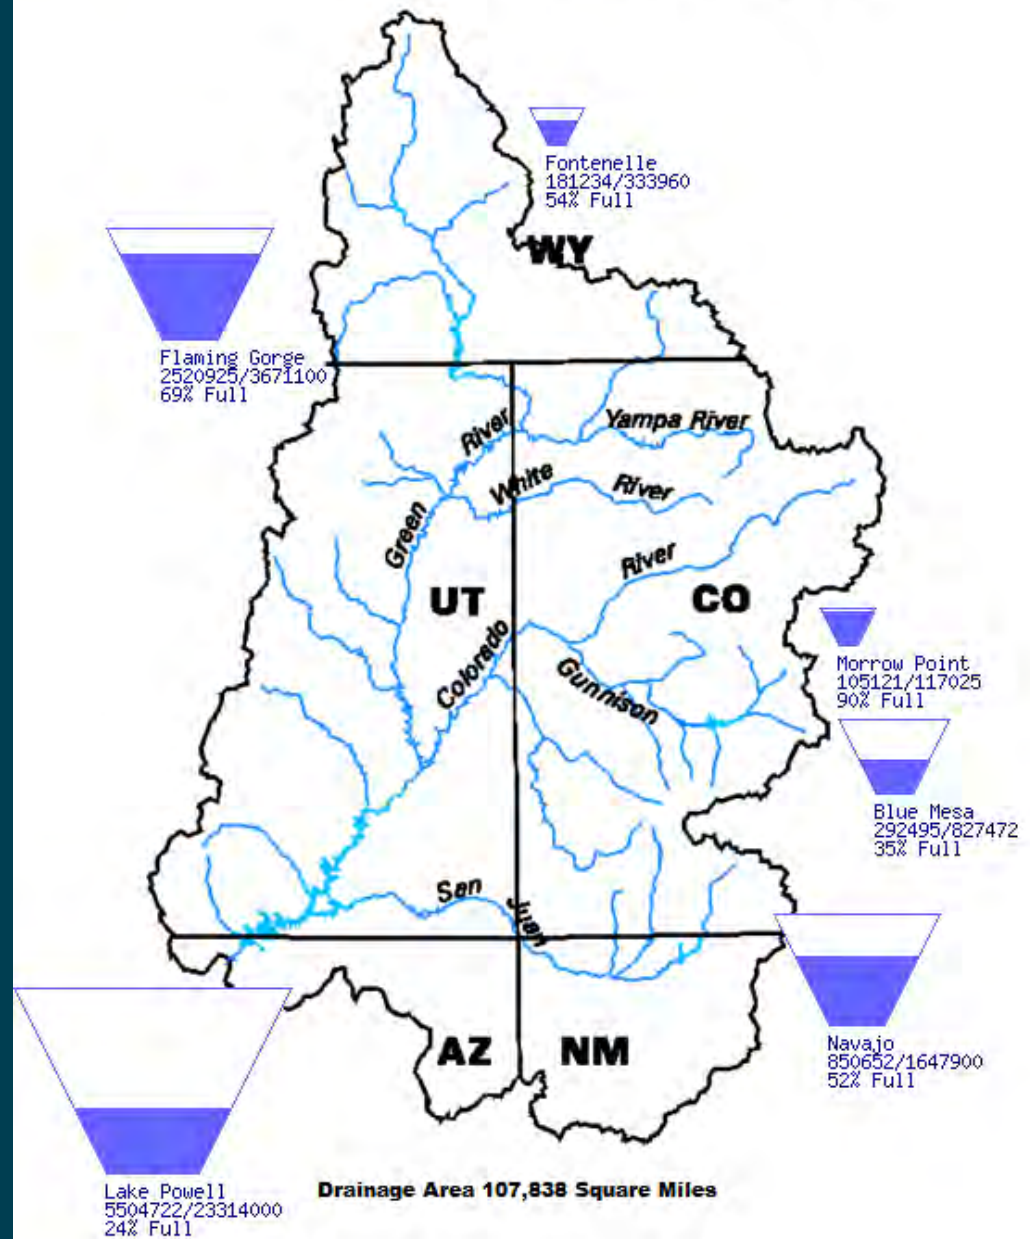 Fontenelle
181234/333960
54% Full
WY
Flaming Gorge
2520925/3671100
69% Full
Yampa River
Green River
White River
UT
CO
Colorado River
Gunnison
Morrow Point
105121/117025
90% Full
Blue Mesa
292495/827472
35% Full
San Juan
Navajo
850652/1647900
52% Full
AZ
NM
Lake Powell
5504722/23314000
24% Full
Drainage Area 107,838 Square Miles